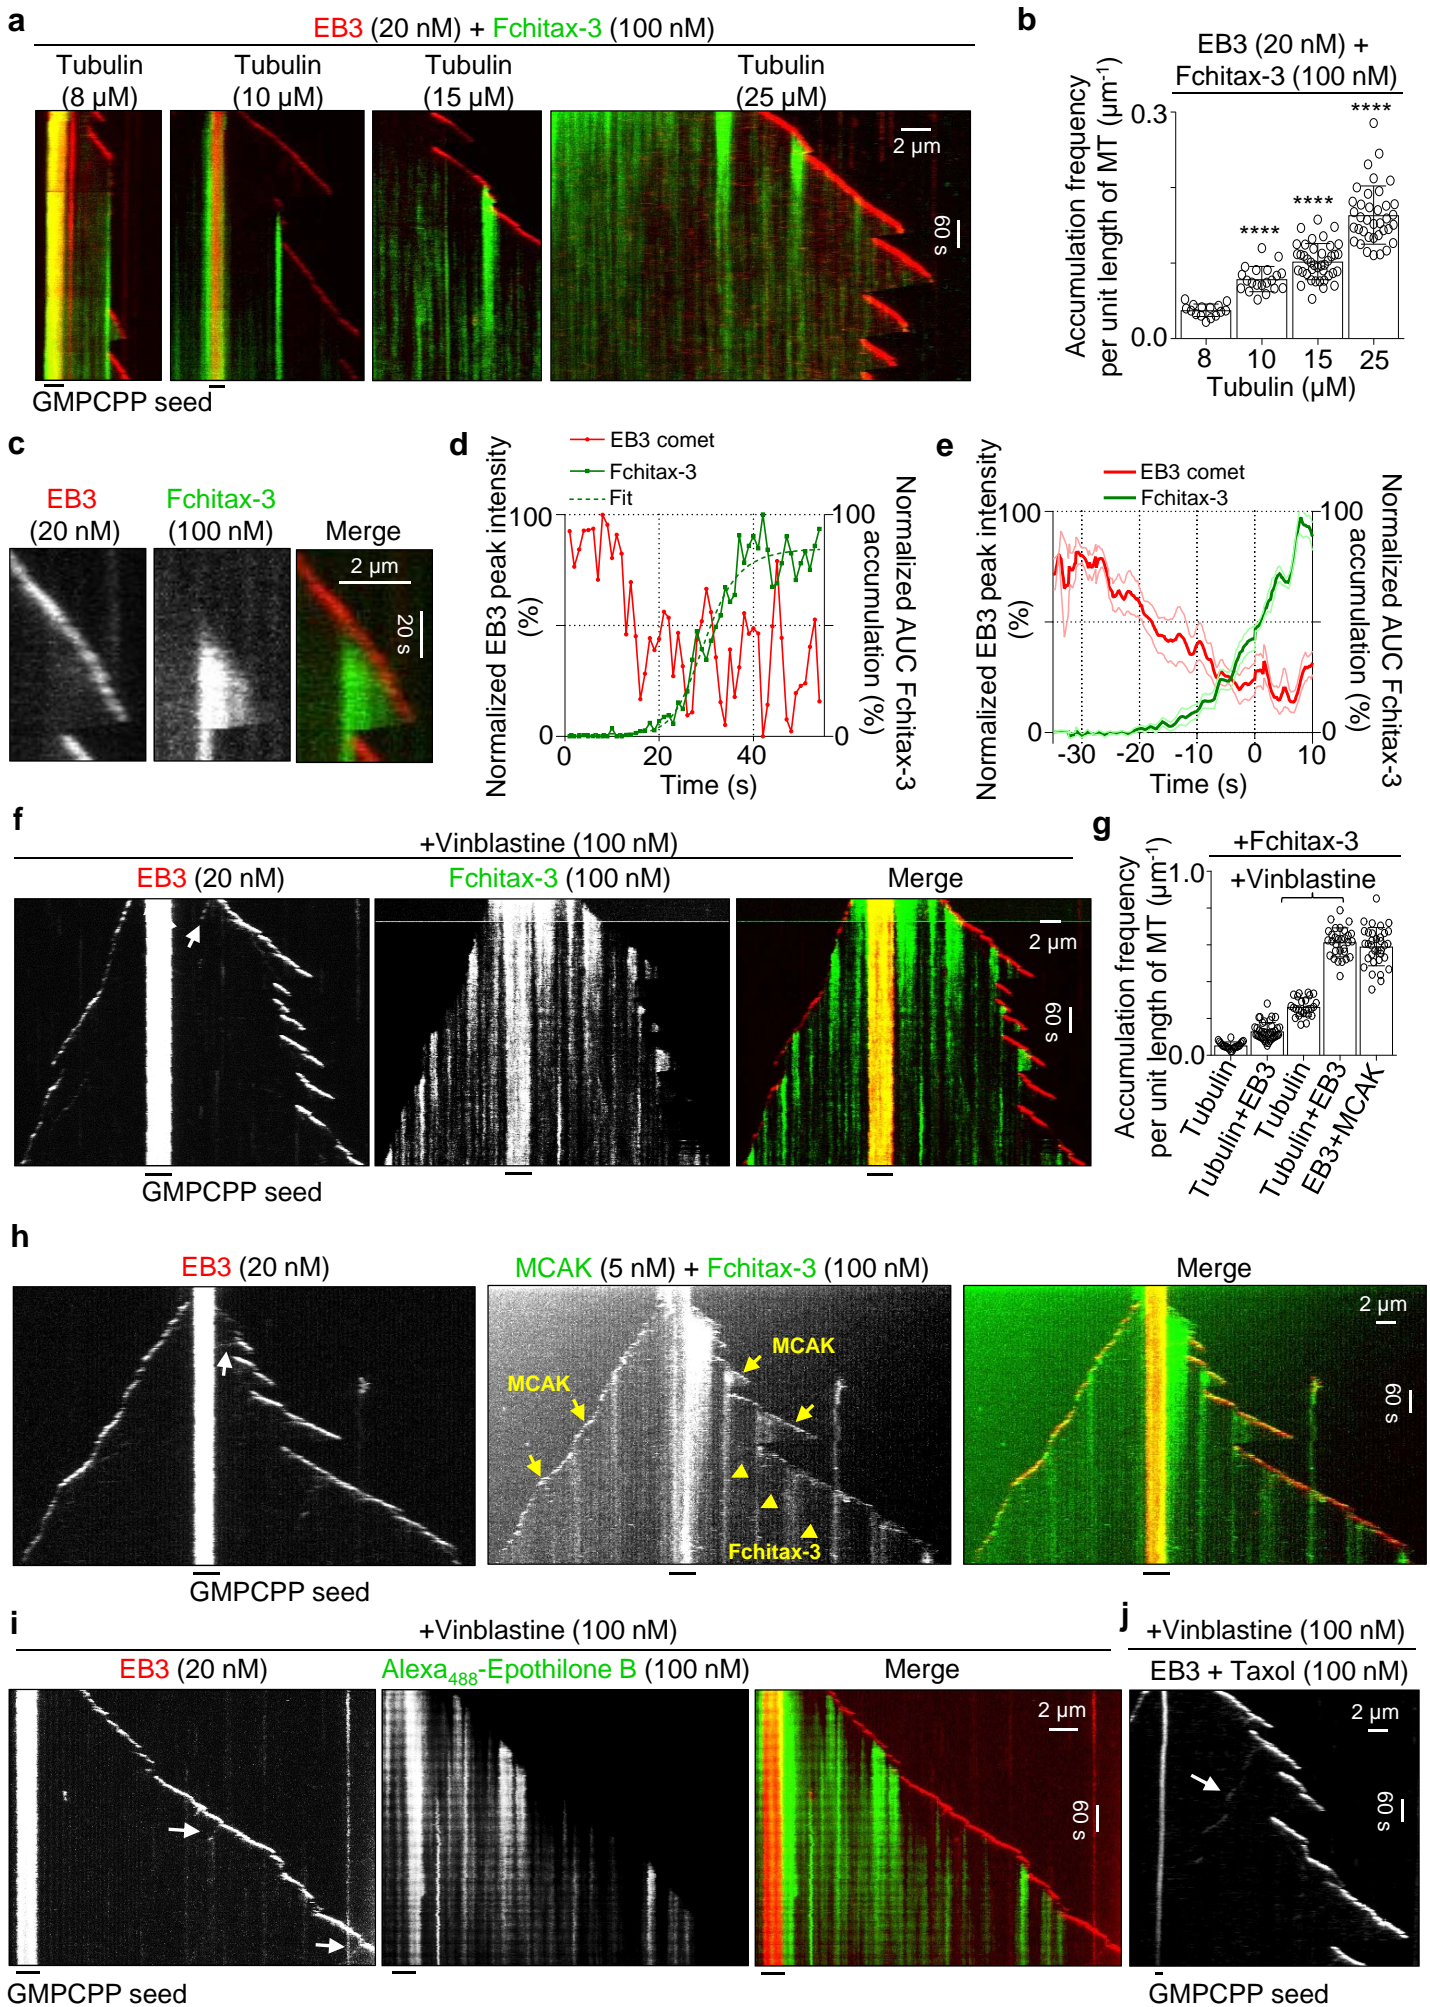 a
EB3 (20 nM) + Fchitax-3 (100 nM)
Tubulin (8 µM)
Tubulin (10 µM)
Tubulin (15 µM)
Tubulin (25 µM)
2 µm
60 s
GMPCPP seed
b
EB3 (20 nM) +
Fchitax-3 (100 nM)
Accumulation frequency
per unit length of MT (µm⁻¹)
0.3
0.0
****
****
****
8 10 15 25
Tubulin (µM)
c
EB3 (20 nM)
Fchitax-3 (100 nM)
Merge
2 µm
20 s
d
EB3 comet
Fchitax-3
Fit
Normalized EB3 peak intensity (%)
100
0
100
0
Normalized AUC Fchitax-3 accumulation (%)
0 20 40
Time (s)
e
EB3 comet
Fchitax-3
Normalized EB3 peak intensity (%)
100
0
100
0
Normalized AUC Fchitax-3 accumulation (%)
-30 -20 -10 0 10
Time (s)
f
+Vinblastine (100 nM)
EB3 (20 nM)
Fchitax-3 (100 nM)
Merge
2 µm
60 s
GMPCPP seed
g
+Fchitax-3
+Vinblastine
Accumulation frequency
per unit length of MT (µm⁻¹)
1.0
0.0
Tubulin
Tubulin+EB3
Tubulin
Tubulin+EB3
EB3+MCAK
h
EB3 (20 nM)
MCAK (5 nM) + Fchitax-3 (100 nM)
Merge
MCAK
MCAK
Fchitax-3
2 µm
60 s
GMPCPP seed
i
+Vinblastine (100 nM)
EB3 (20 nM)
Alexa₄₈₈-Epothilone B (100 nM)
Merge
2 µm
60 s
GMPCPP seed
j
+Vinblastine (100 nM)
EB3 + Taxol (100 nM)
2 µm
60 s
GMPCPP seed